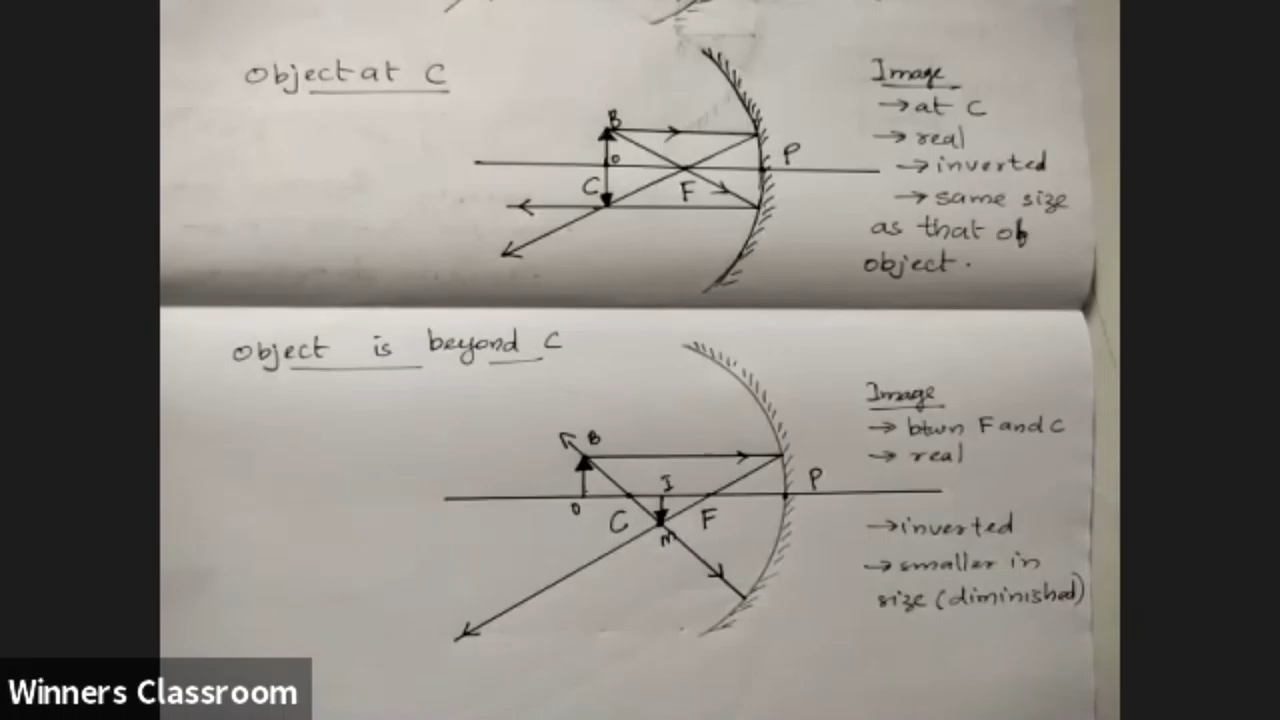 Object at C
B
O
C
F
P
Image
→ at C
→ real
→ inverted
→ same size
as that of
object.
Object is beyond C
B
O
C
I
M
F
P
Image
→ btwn F and C
→ real
→ inverted
→ smaller in
size (diminished)
Winners Classroom